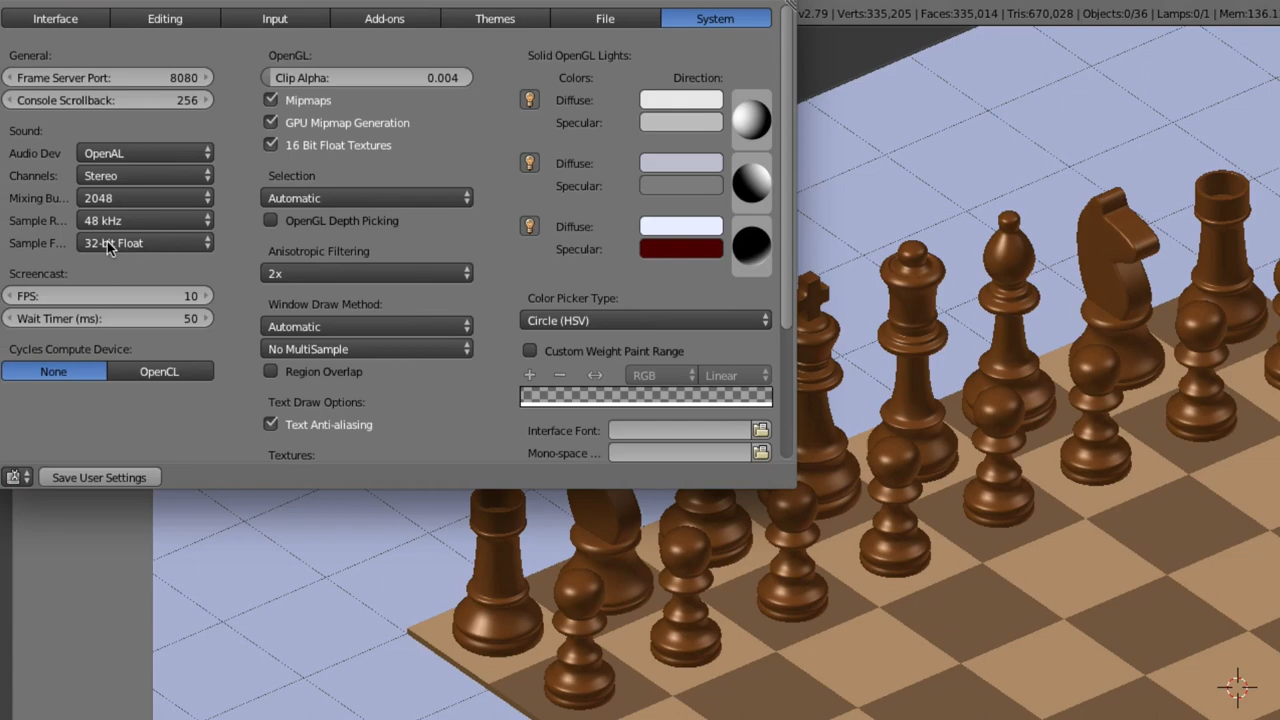 Interface Editing Input Add-ons Themes File System
v2.79 | Verts:335,205 | Faces:335,014 | Tris:670,028 | Objects:0/36 | Lamps:0/1 | Mem:136.1
General:
Frame Server Port: 8080
Console Scrollback: 256
Sound:
Audio Dev OpenAL
Channels: Stereo
Mixing Bu... 2048
Sample R... 48 kHz
Sample F... 32-bit Float
Screencast:
FPS: 10
Wait Timer (ms): 50
Cycles Compute Device:
None OpenCL
OpenGL:
Clip Alpha: 0.004
Mipmaps
GPU Mipmap Generation
16 Bit Float Textures
Selection
Automatic
OpenGL Depth Picking
Anisotropic Filtering
2x
Window Draw Method:
Automatic
No MultiSample
Region Overlap
Text Draw Options:
Text Anti-aliasing
Textures:
Solid OpenGL Lights:
Colors: Direction:
Diffuse:
Specular:
Diffuse:
Specular:
Diffuse:
Specular:
Color Picker Type:
Circle (HSV)
Custom Weight Paint Range
RGB Linear
Interface Font:
Mono-space ...
Save User Settings